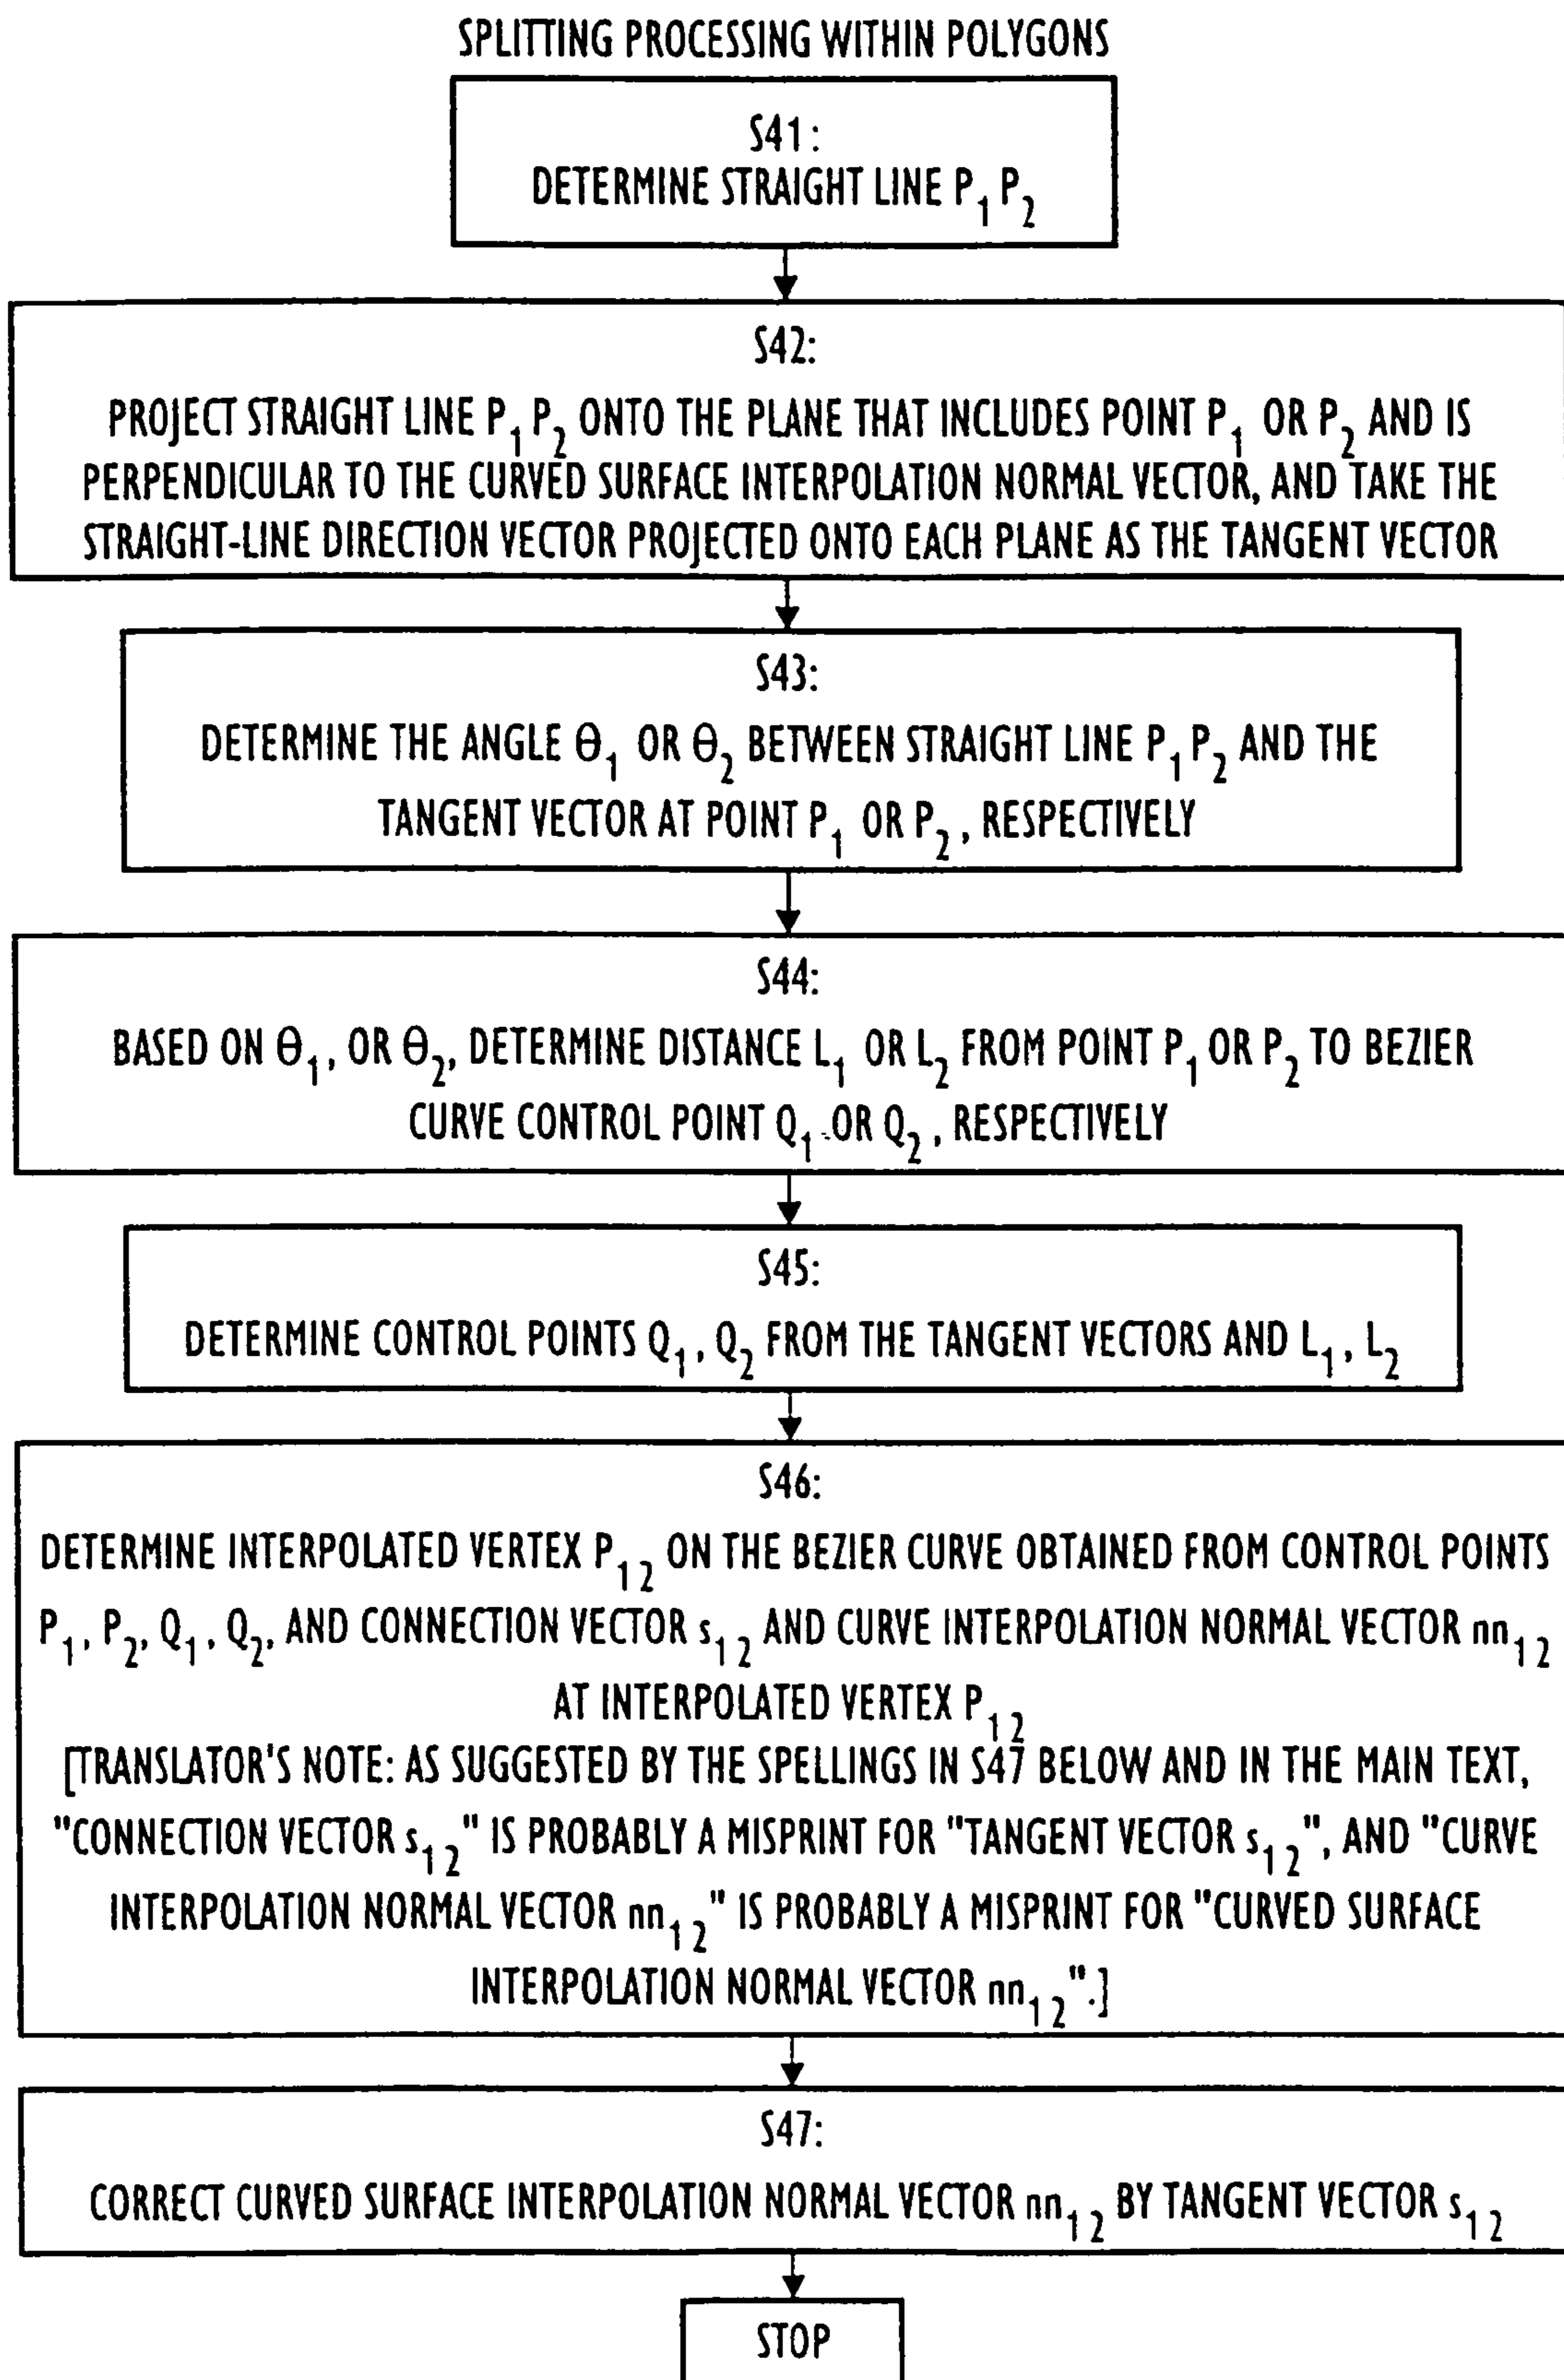 SPLITTING PROCESSING WITHIN POLYGONS
S41:
DETERMINE STRAIGHT LINE P₁ P₂
S42:
PROJECT STRAIGHT LINE P₁ P₂ ONTO THE PLANE THAT INCLUDES POINT P₁ OR P₂ AND IS
PERPENDICULAR TO THE CURVED SURFACE INTERPOLATION NORMAL VECTOR, AND TAKE THE
STRAIGHT-LINE DIRECTION VECTOR PROJECTED ONTO EACH PLANE AS THE TANGENT VECTOR
S43:
DETERMINE THE ANGLE θ₁ OR θ₂ BETWEEN STRAIGHT LINE P₁ P₂ AND THE
TANGENT VECTOR AT POINT P₁ OR P₂, RESPECTIVELY
S44:
BASED ON θ₁, OR θ₂, DETERMINE DISTANCE L₁ OR L₂ FROM POINT P₁ OR P₂ TO BEZIER
CURVE CONTROL POINT Q₁ OR Q₂, RESPECTIVELY
S45:
DETERMINE CONTROL POINTS Q₁, Q₂ FROM THE TANGENT VECTORS AND L₁, L₂
S46:
DETERMINE INTERPOLATED VERTEX P₁₂ ON THE BEZIER CURVE OBTAINED FROM CONTROL POINTS
P₁, P₂, Q₁, Q₂, AND CONNECTION VECTOR s₁₂ AND CURVE INTERPOLATION NORMAL VECTOR nn₁₂
AT INTERPOLATED VERTEX P₁₂
[TRANSLATOR'S NOTE: AS SUGGESTED BY THE SPELLINGS IN S47 BELOW AND IN THE MAIN TEXT,
"CONNECTION VECTOR s₁₂" IS PROBABLY A MISPRINT FOR "TANGENT VECTOR s₁₂", AND "CURVE
INTERPOLATION NORMAL VECTOR nn₁₂" IS PROBABLY A MISPRINT FOR "CURVED SURFACE
INTERPOLATION NORMAL VECTOR nn₁₂".]
S47:
CORRECT CURVED SURFACE INTERPOLATION NORMAL VECTOR nn₁₂ BY TANGENT VECTOR s₁₂
STOP